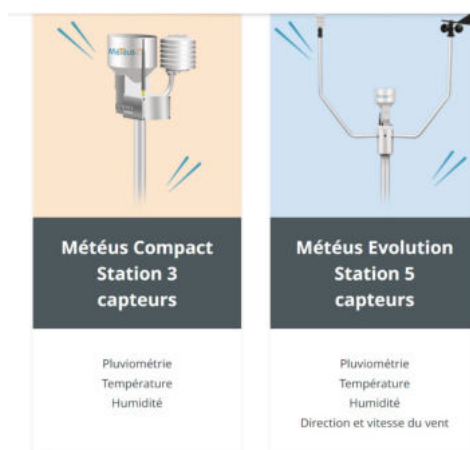 Météus
Météus Compact
Station 3
capteurs
Pluviométrie
Température
Humidité
Météus Evolution
Station 5
capteurs
Pluviométrie
Température
Humidité
Direction et vitesse du vent